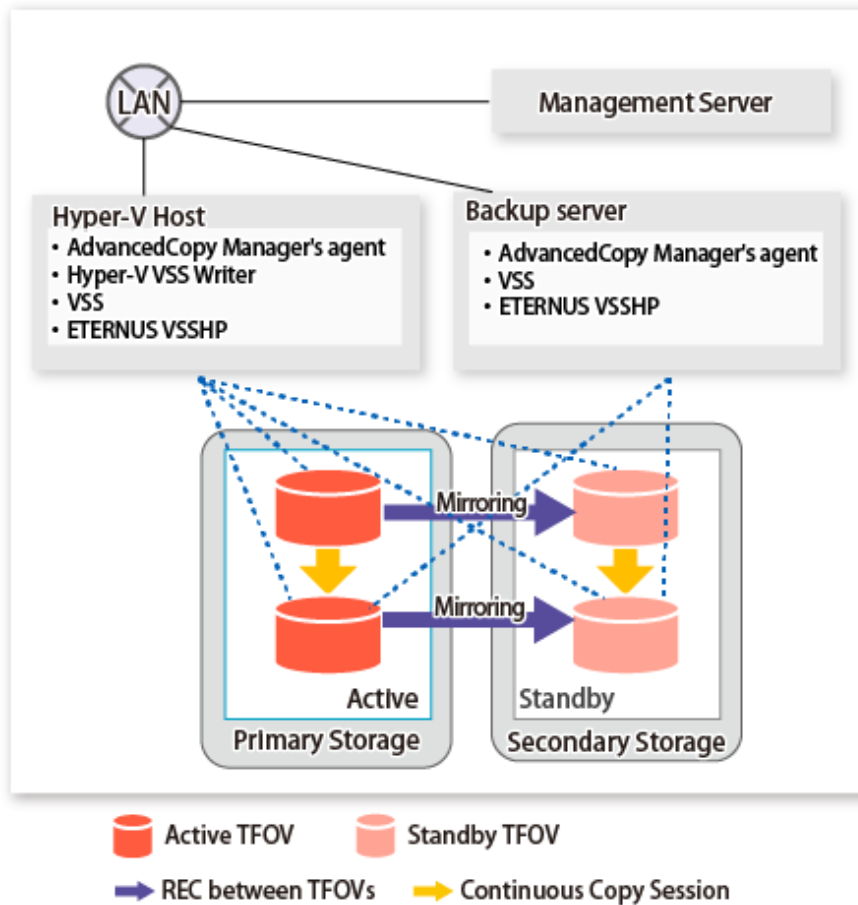 LAN
Management Server
Hyper-V Host
• AdvancedCopy Manager's agent
• Hyper-V VSS Writer
• VSS
• ETERNUS VSSHP
Backup server
• AdvancedCopy Manager's agent
• VSS
• ETERNUS VSSHP
Mirroring
Mirroring
Active
Standby
Primary Storage
Secondary Storage
Active TFOV
Standby TFOV
REC between TFOVs
Continuous Copy Session